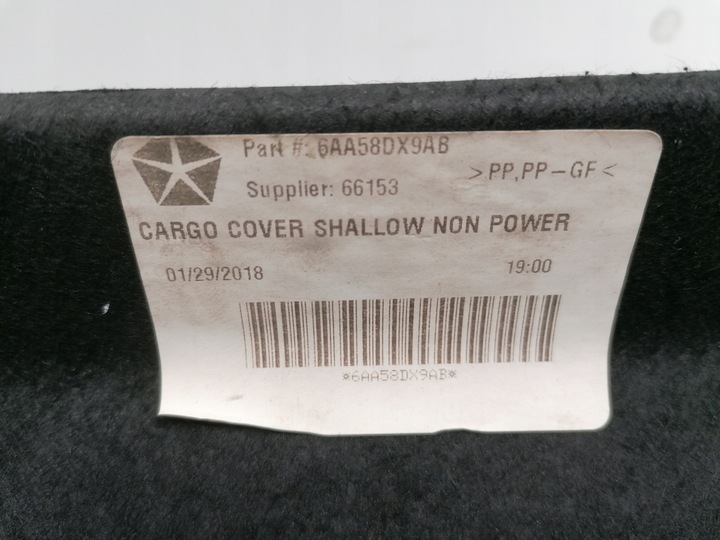 Part #: 6AA58DX9AB
>PP,PP-GF<
Supplier: 66153
CARGO COVER SHALLOW NON POWER
01/29/2018 19:00
*6AA58DX9AB*